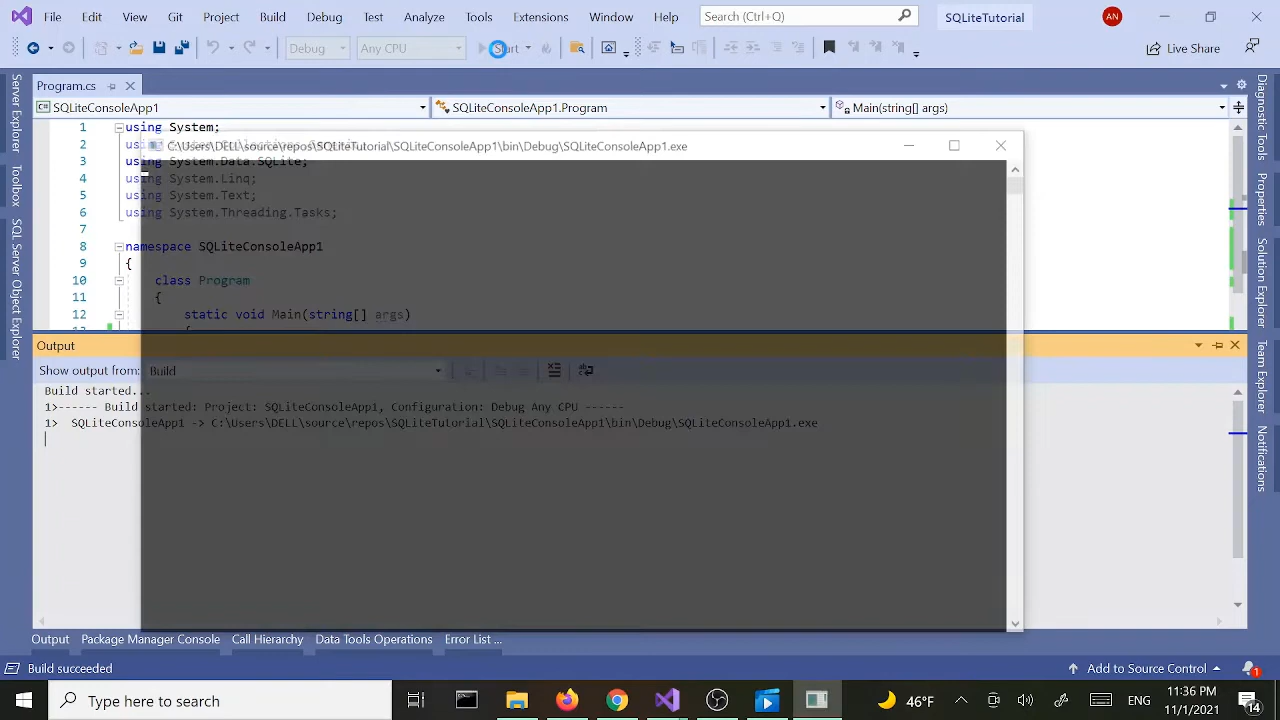 File Edit View Git Project Build Debug Test Analyze Tools Extensions Window Help Search (Ctrl+Q) SQLiteTutorial AN
Debug Any CPU Start Live Share
Program.cs
SQLiteConsoleApp1 SQLiteConsoleApp1.Program Main(string[] args)
1 using System;
C:\Users\DELL\source\repos\SQLiteTutorial\SQLiteConsoleApp1\bin\Debug\SQLiteConsoleApp1.exe
2
3 using System.Data.SQLite;
4 using System.Linq;
5 using System.Text;
6 using System.Threading.Tasks;
7
8 namespace SQLiteConsoleApp1
9 {
10 class Program
11 {
12 static void Main(string[] args)
Output
Show output from: Build
Build started...
1>------ Build started: Project: SQLiteConsoleApp1, Configuration: Debug Any CPU ------
1> SQLiteConsoleApp1 -> C:\Users\DELL\source\repos\SQLiteTutorial\SQLiteConsoleApp1\bin\Debug\SQLiteConsoleApp1.exe
Output Package Manager Console Call Hierarchy Data Tools Operations Error List ...
Build succeeded Add to Source Control 1
Server Explorer
Toolbox
SQL Server Object Explorer
Diagnostic Tools
Properties
Solution Explorer
Team Explorer
Notifications
Type here to search 46°F ENG 11:36 PM
11/1/2021 14